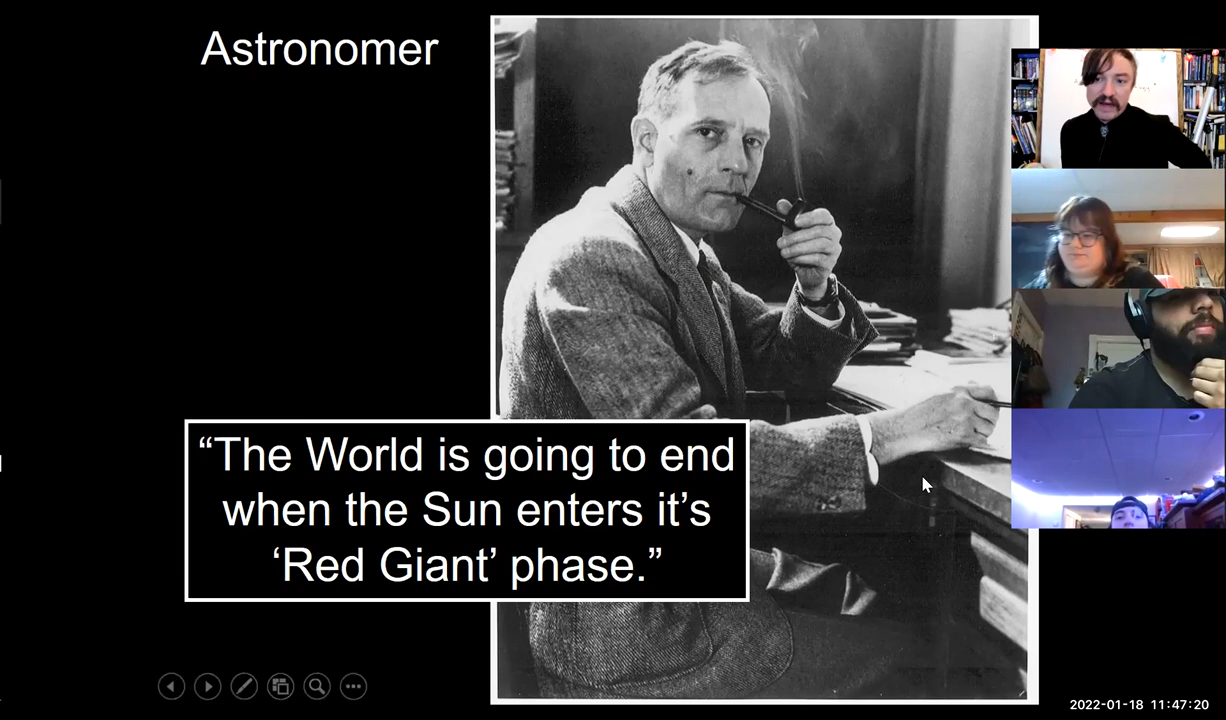 Astronomer
“The World is going to end
when the Sun enters it’s
‘Red Giant’ phase.”
2022-01-18 11:47:20